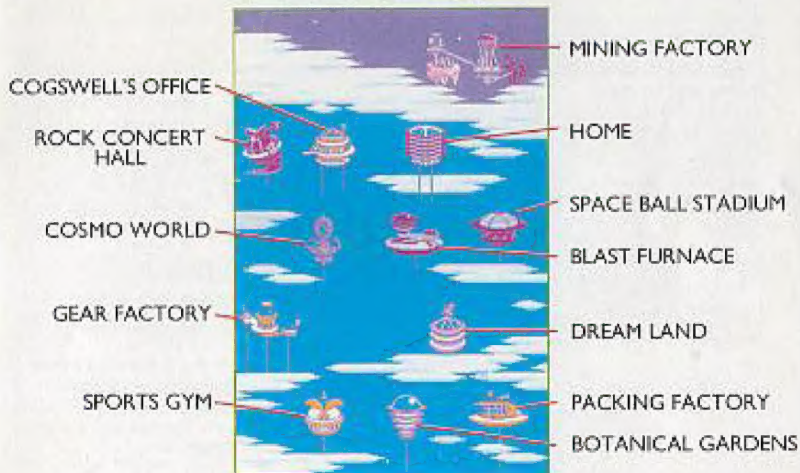 MINING FACTORY
COGSWELL'S OFFICE
ROCK CONCERT
HALL
HOME
SPACE BALL STADIUM
COSMO WORLD
BLAST FURNACE
GEAR FACTORY
DREAM LAND
SPORTS GYM
PACKING FACTORY
BOTANICAL GARDENS